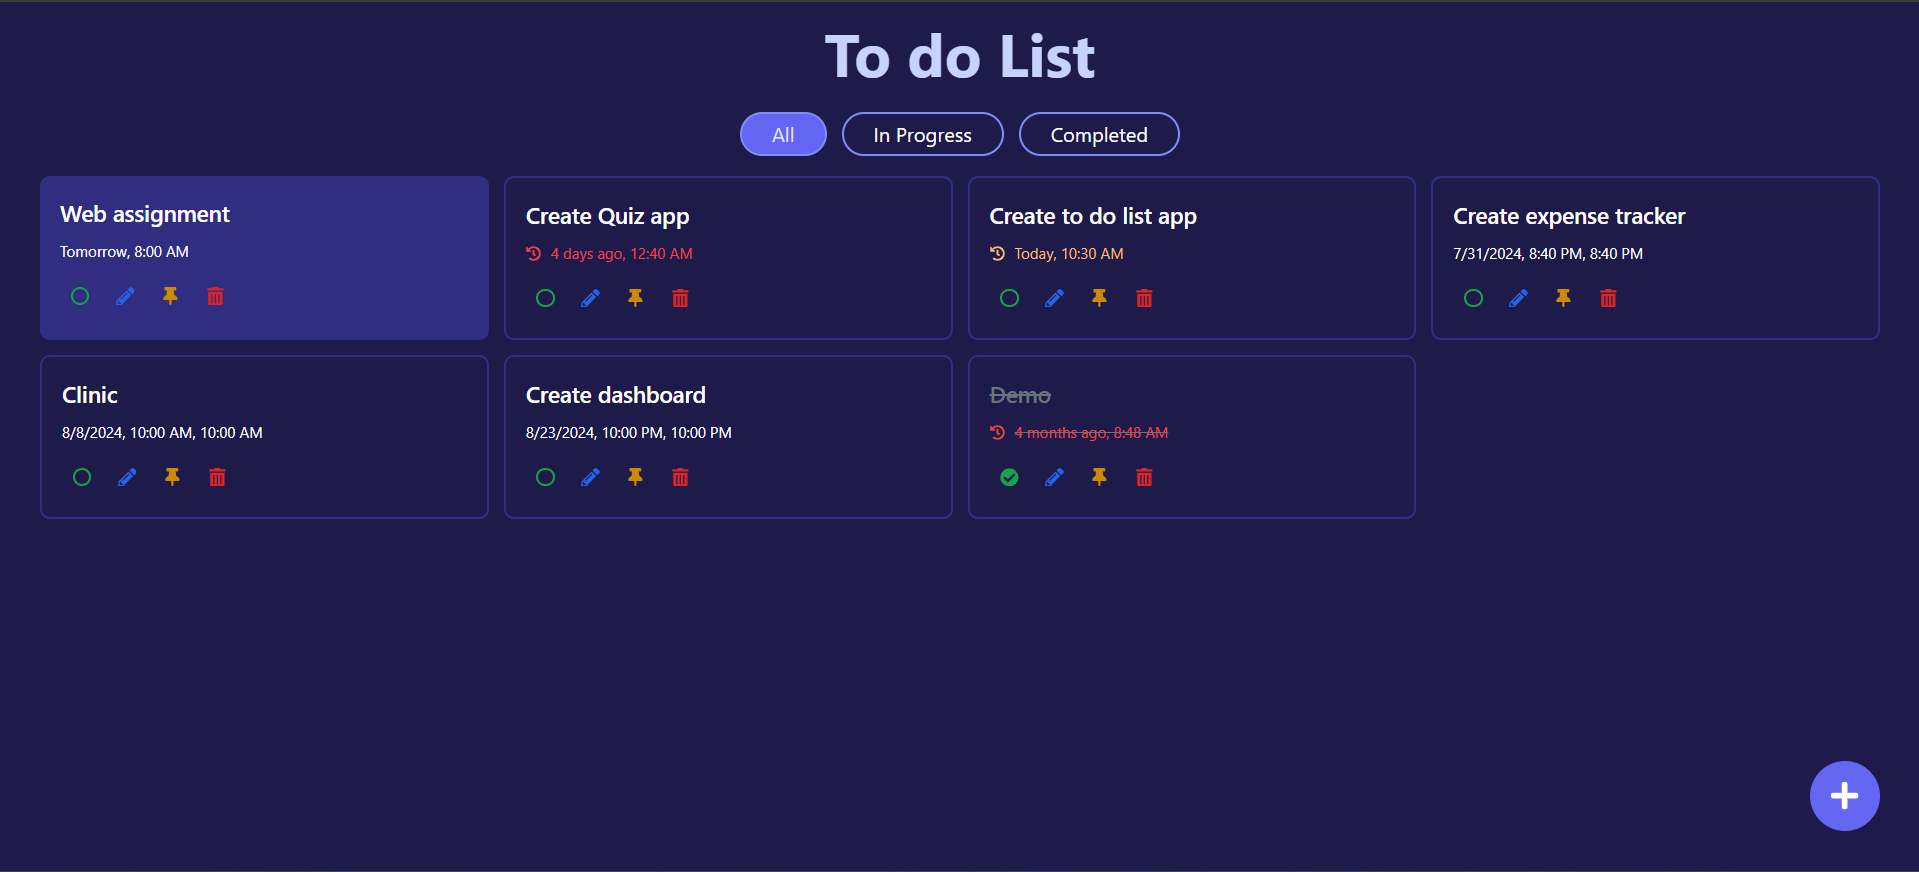 To do List
All
In Progress
Completed
Web assignment
Tomorrow, 8:00 AM
Create Quiz app
4 days ago, 12:40 AM
Create to do list app
Today, 10:30 AM
Create expense tracker
7/31/2024, 8:40 PM, 8:40 PM
Clinic
8/8/2024, 10:00 AM, 10:00 AM
Create dashboard
8/23/2024, 10:00 PM, 10:00 PM
Demo
4 months ago, 8:48 AM